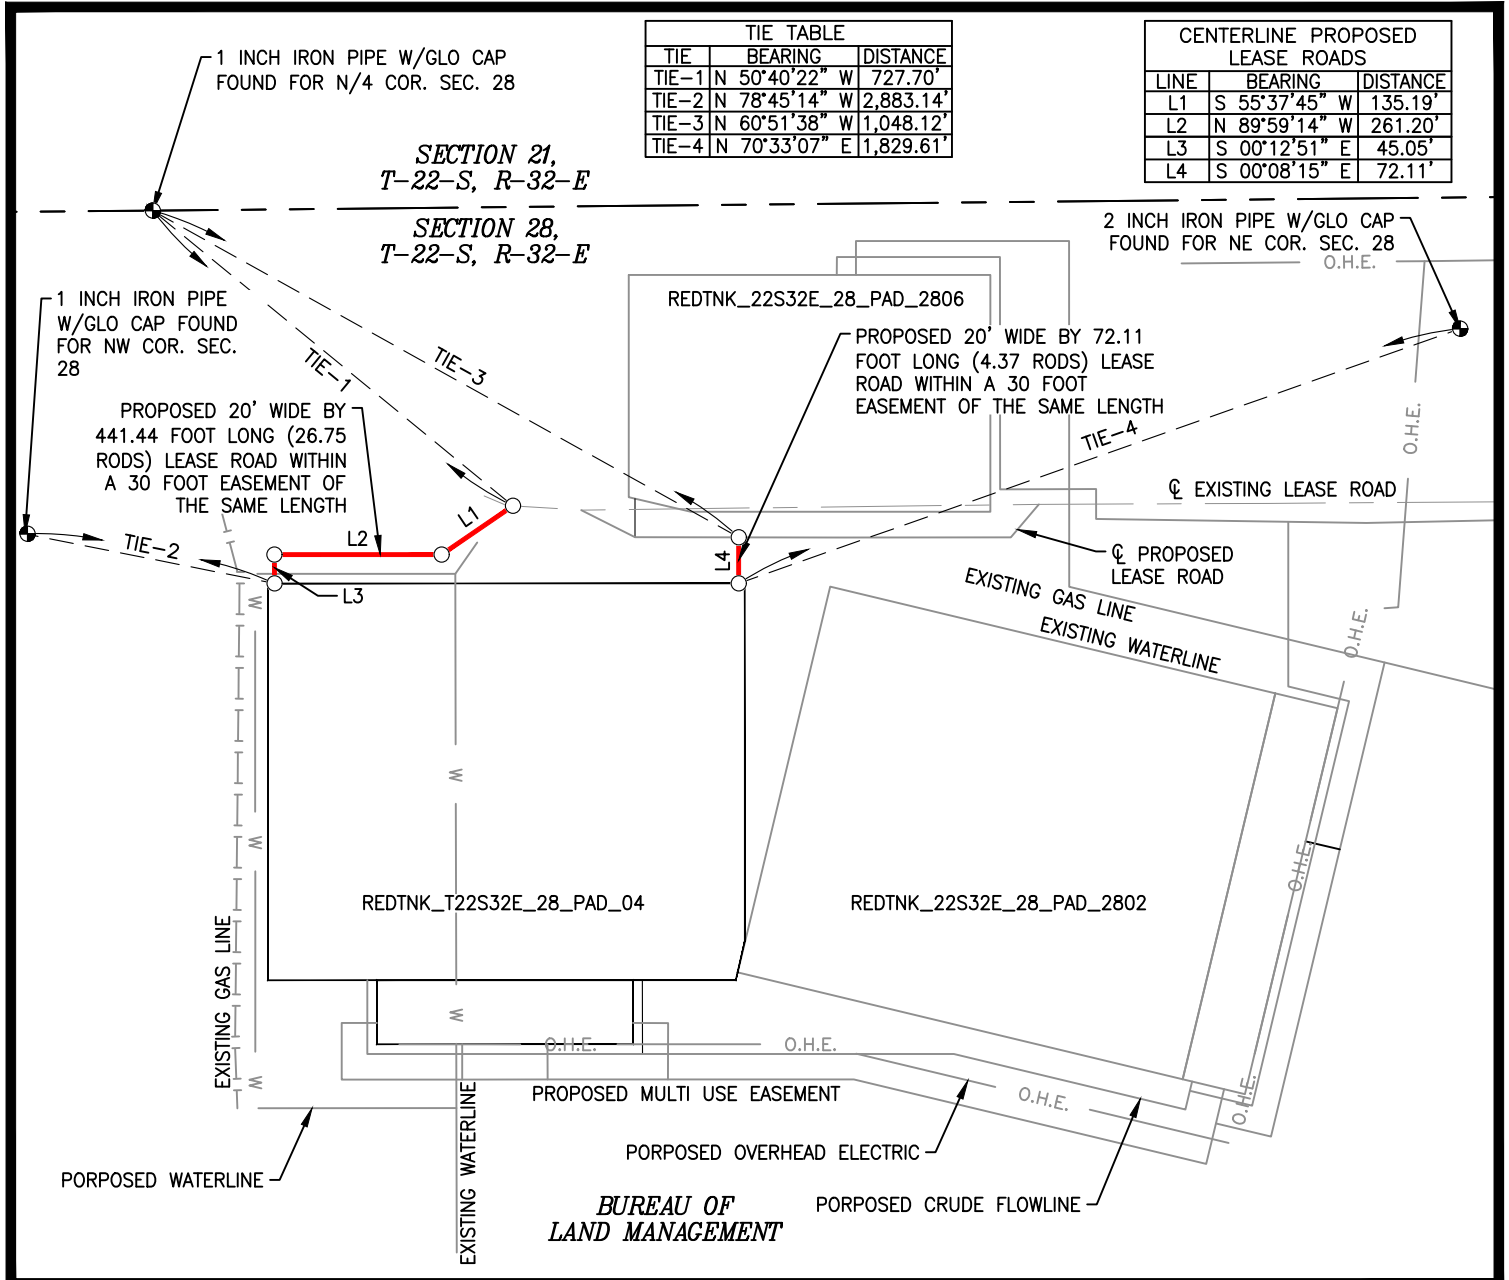 TIE TABLE
TIE BEARING DISTANCE
TIE-1 N 50°40'22" W 727.70'
TIE-2 N 78°45'14" W 2,883.14'
TIE-3 N 60°51'38" W 1,048.12'
TIE-4 N 70°33'07" E 1,829.61'
CENTERLINE PROPOSED
LEASE ROADS
LINE BEARING DISTANCE
L1 S 55°37'45" W 135.19'
L2 N 89°59'14" W 261.20'
L3 S 00°12'51" E 45.05'
L4 S 00°08'15" E 72.11'
1 INCH IRON PIPE W/GLO CAP
FOUND FOR N/4 COR. SEC. 28
SECTION 21,
T-22-S, R-32-E
SECTION 28,
T-22-S, R-32-E
2 INCH IRON PIPE W/GLO CAP
FOUND FOR NE COR. SEC. 28
O.H.E.
1 INCH IRON PIPE
W/GLO CAP FOUND
FOR NW COR. SEC.
28
REDTNK_22S32E_28_PAD_2806
PROPOSED 20' WIDE BY 72.11
FOOT LONG (4.37 RODS) LEASE
ROAD WITHIN A 30 FOOT
EASEMENT OF THE SAME LENGTH
TIE-1
TIE-3
TIE-4
O.H.E.
PROPOSED 20' WIDE BY
441.44 FOOT LONG (26.75
RODS) LEASE ROAD WITHIN
A 30 FOOT EASEMENT OF
THE SAME LENGTH
℄ EXISTING LEASE ROAD
L1
L2
TIE-2
L4
L3
℄ PROPOSED
LEASE ROAD
EXISTING GAS LINE
EXISTING WATERLINE
O.H.E.
W
W
W
O.H.E.
REDTNK_T22S32E_28_PAD_04
REDTNK_22S32E_28_PAD_2802
EXISTING GAS LINE
W
W
O.H.E.
O.H.E.
O.H.E.
O.H.E.
PROPOSED MULTI USE EASEMENT
EXISTING WATERLINE
PORPOSED OVERHEAD ELECTRIC
PORPOSED WATERLINE
PORPOSED CRUDE FLOWLINE
BUREAU OF
LAND MANAGEMENT